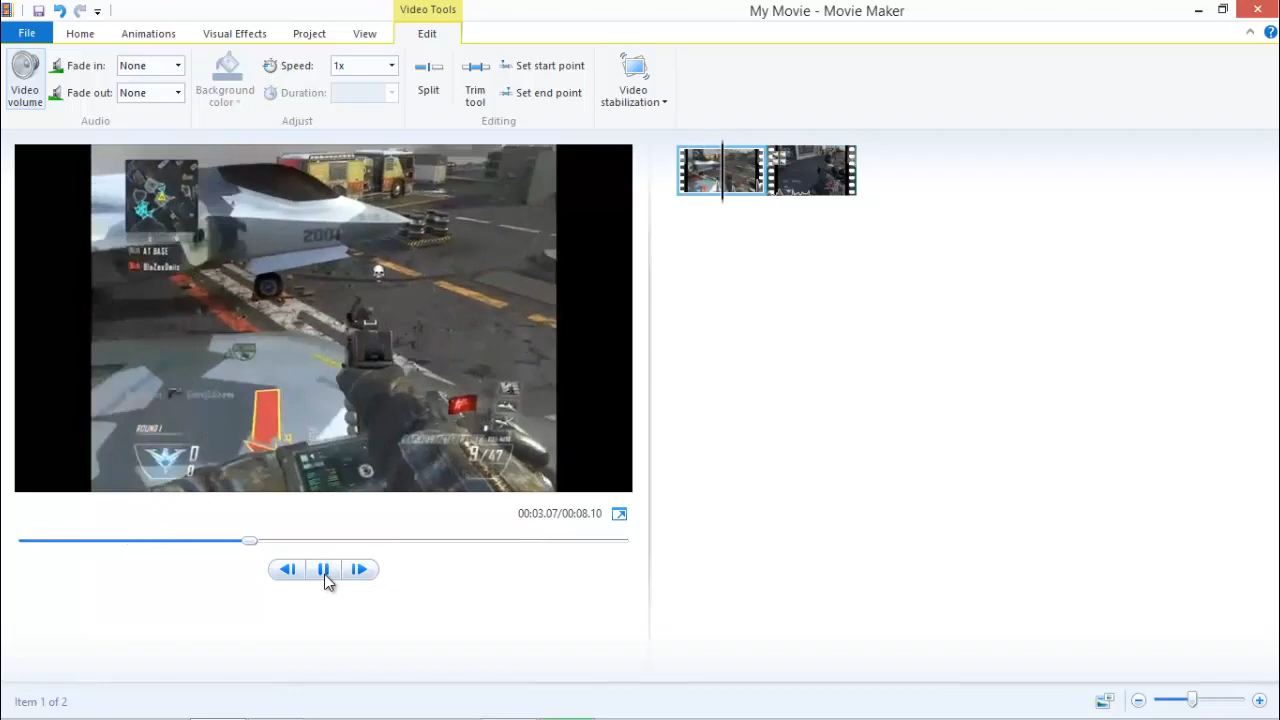 Video Tools
My Movie - Movie Maker
File
Home
Animations
Visual Effects
Project
View
Edit
Video volume
Fade in: None
Fade out: None
Audio
Background color
Speed: 1x
Duration:
Adjust
Split
Trim tool
Set start point
Set end point
Editing
Video stabilization
2001
AT BASE
ROUND 1
0
9/47
00:03.07/00:08.10
Item 1 of 2